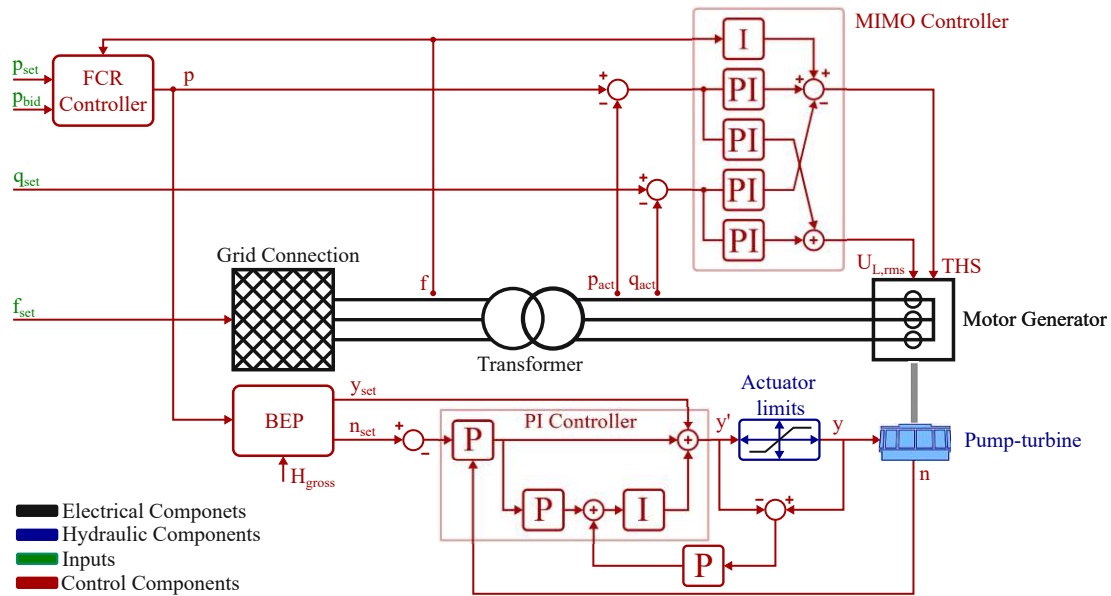 MIMO Controller
I
p_set
FCR
Controller
p
p_bid
+
−
PI
+
+
−
PI
q_set
+
−
PI
PI
+
Grid Connection
U_L,rms
THS
f
p_act
q_act
f_set
Motor Generator
Transformer
y_set
BEP
n_set
+
−
H_gross
PI Controller
P
+
y'
Actuator
limits
y
Pump-turbine
n
P
+
I
−
+
P
Electrical Componets
Hydraulic Components
Inputs
Control Components